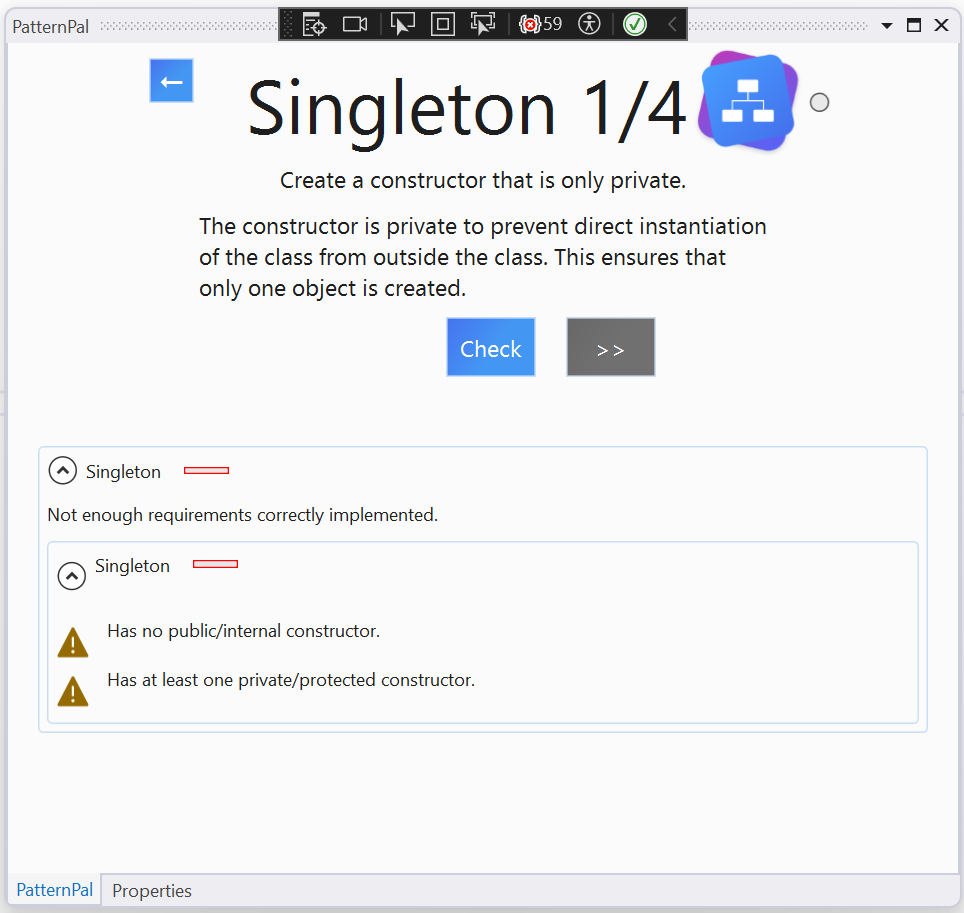 PatternPal
59
←
Singleton 1/4
Create a constructor that is only private.
The constructor is private to prevent direct instantiation
of the class from outside the class. This ensures that
only one object is created.
Check
>>
Singleton
Not enough requirements correctly implemented.
Singleton
Has no public/internal constructor.
Has at least one private/protected constructor.
PatternPal
Properties